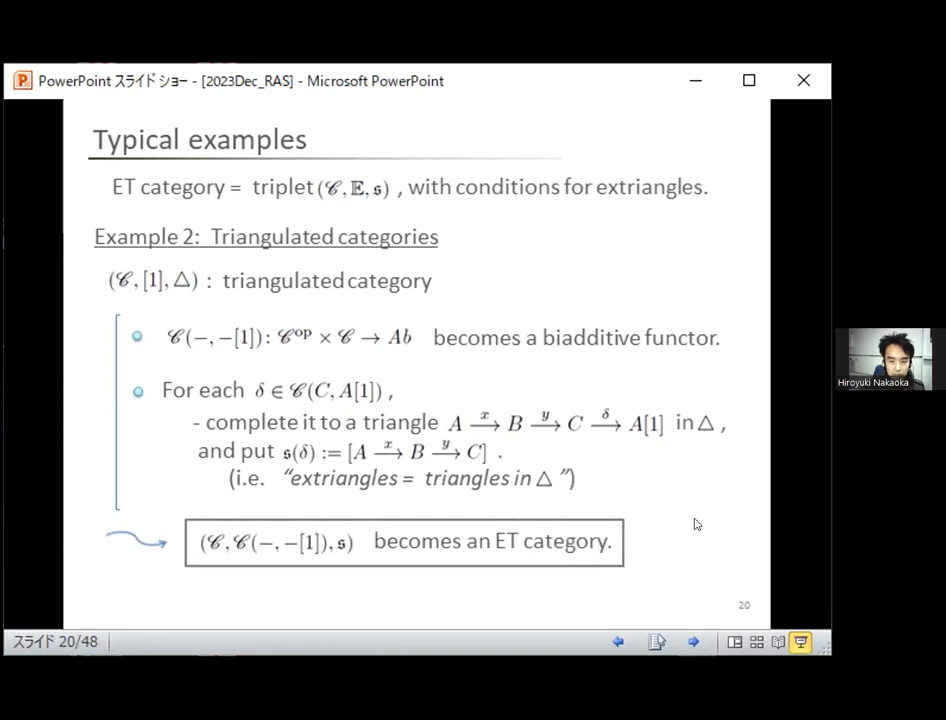 PowerPoint スライド ショー - [2023Dec_RAS] - Microsoft PowerPoint
Typical examples
ET category = triplet (𝒞, 𝔼, 𝔰) , with conditions for extriangles.
Example 2: Triangulated categories
(𝒞, [1], △) : triangulated category
𝒞(−, −[1]): 𝒞ᵒᵖ × 𝒞 → Ab becomes a biadditive functor.
For each δ ∈ 𝒞(C, A[1]) ,
- complete it to a triangle A –x→ B –y→ C –δ→ A[1] in △ ,
and put 𝔰(δ) := [A –x→ B –y→ C] .
(i.e. “extriangles = triangles in △ ”)
(𝒞, 𝒞(−, −[1]), 𝔰) becomes an ET category.
20
Hiroyuki Nakaoka
スライド 20/48